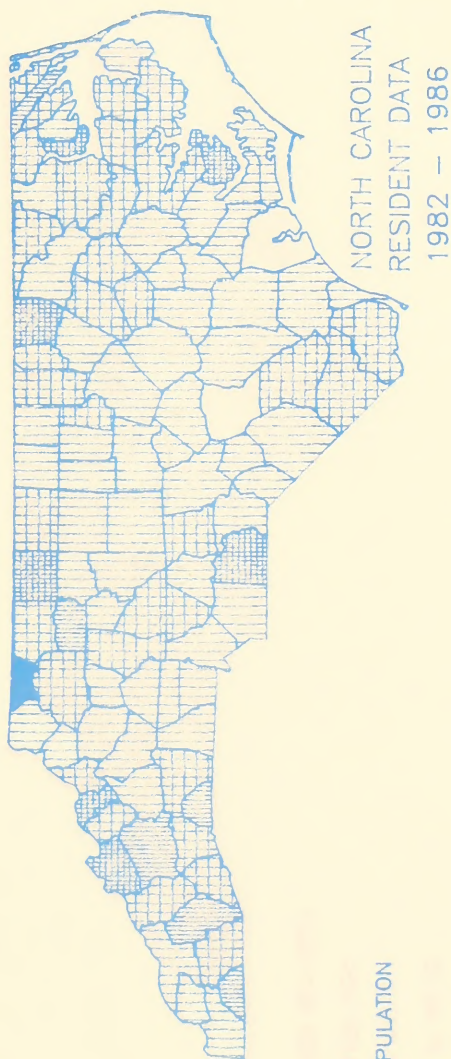 NORTH CAROLINA
RESIDENT DATA
1982 – 1986
PULATION